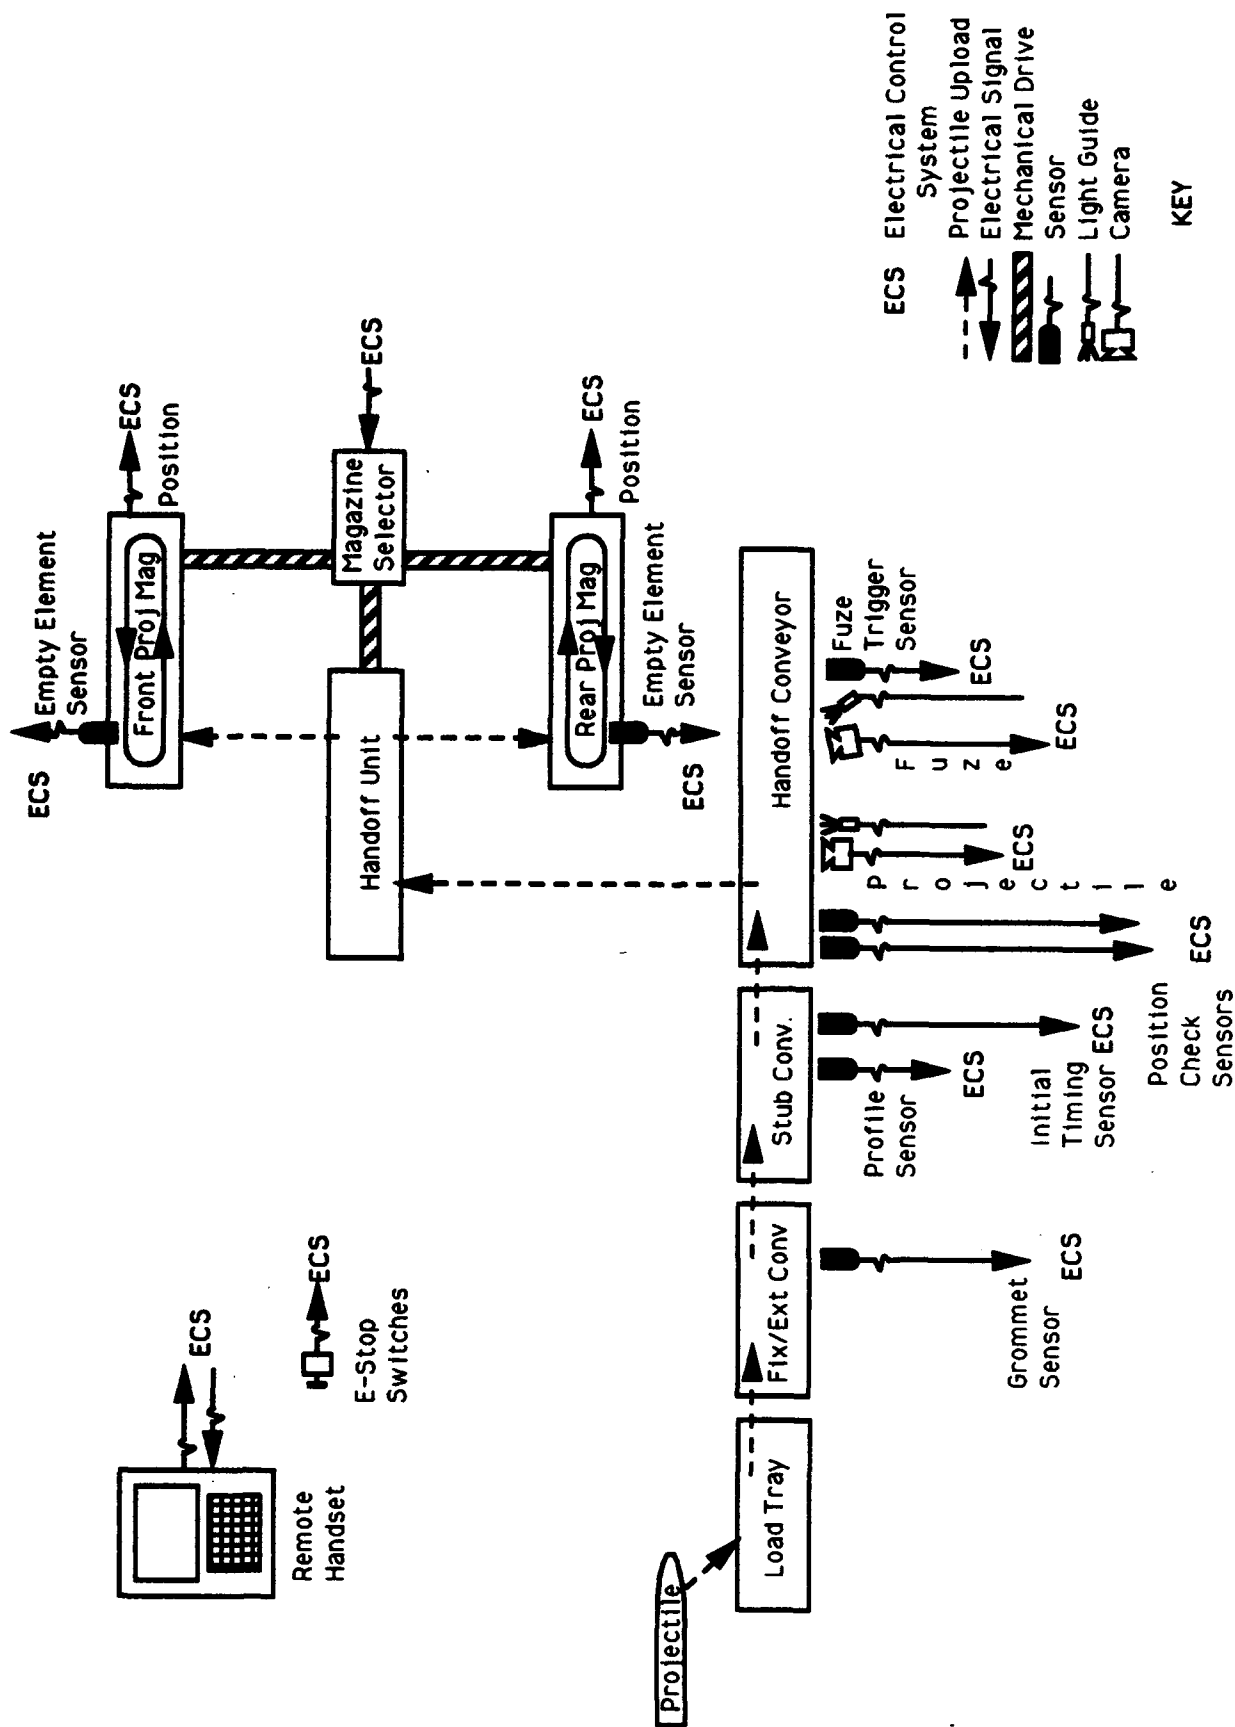 Remote
Handset
ECS
E-Stop
Switches
ECS
ECS
Empty Element
Sensor
Front Proj Mag
Position
ECS
Handoff Unit
Magazine
Selector
ECS
Rear Proj Mag
Position
ECS
Empty Element
Sensor
ECS
Projectile
Load Tray
Fix/Ext Conv
Stub Conv.
Handoff Conveyor
Grommet
Sensor
ECS
Profile
Sensor
ECS
Initial
Timing
Sensor
ECS
Position
Check
Sensors
ECS
Projectile
ECS
Fuze
ECS
Fuze
Trigger
Sensor
ECS
ECS Electrical Control
System
Projectile Upload
Electrical Signal
Mechanical Drive
Sensor
Light Guide
Camera
KEY